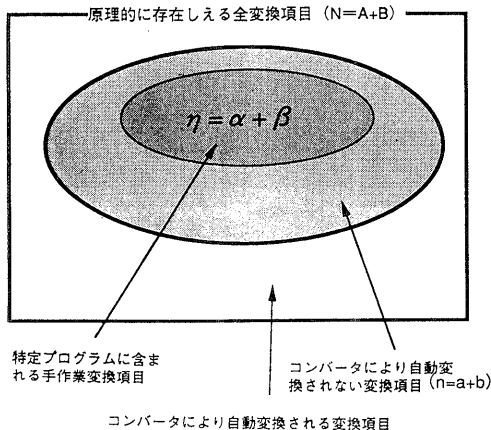 原理的に存在しえる全変換項目（N＝A+B）
η＝α＋β
特定プログラムに含ま
れる手作業変換項目
コンバータにより自動変
換されない変換項目(n=a+b)
コンバータにより自動変換される変換項目